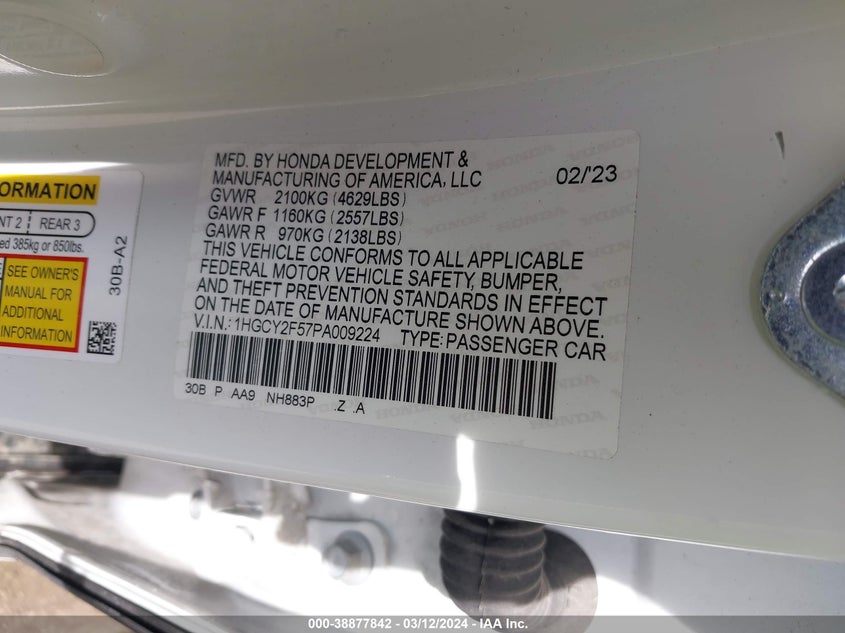 MFD. BY HONDA DEVELOPMENT &
MANUFACTURING OF AMERICA, LLC 02/'23
GVWR 2100KG (4629LBS)
GAWR F 1160KG (2557LBS)
GAWR R 970KG (2138LBS)
THIS VEHICLE CONFORMS TO ALL APPLICABLE
FEDERAL MOTOR VEHICLE SAFETY, BUMPER,
AND THEFT PREVENTION STANDARDS IN EFFECT
ON THE DATE OF MANUFACTURE SHOWN ABOVE.
V.I.N.: 1HGCY2F57PA009224 TYPE: PASSENGER CAR
30B P AA9 NH883P .Z .A
2 REAR 3
385kg or 850lbs.
SEE OWNER'S
MANUAL FOR
ADDITIONAL
INFORMATION
30B-A2
000-38877842 — 03/12/2024 — IAA Inc.